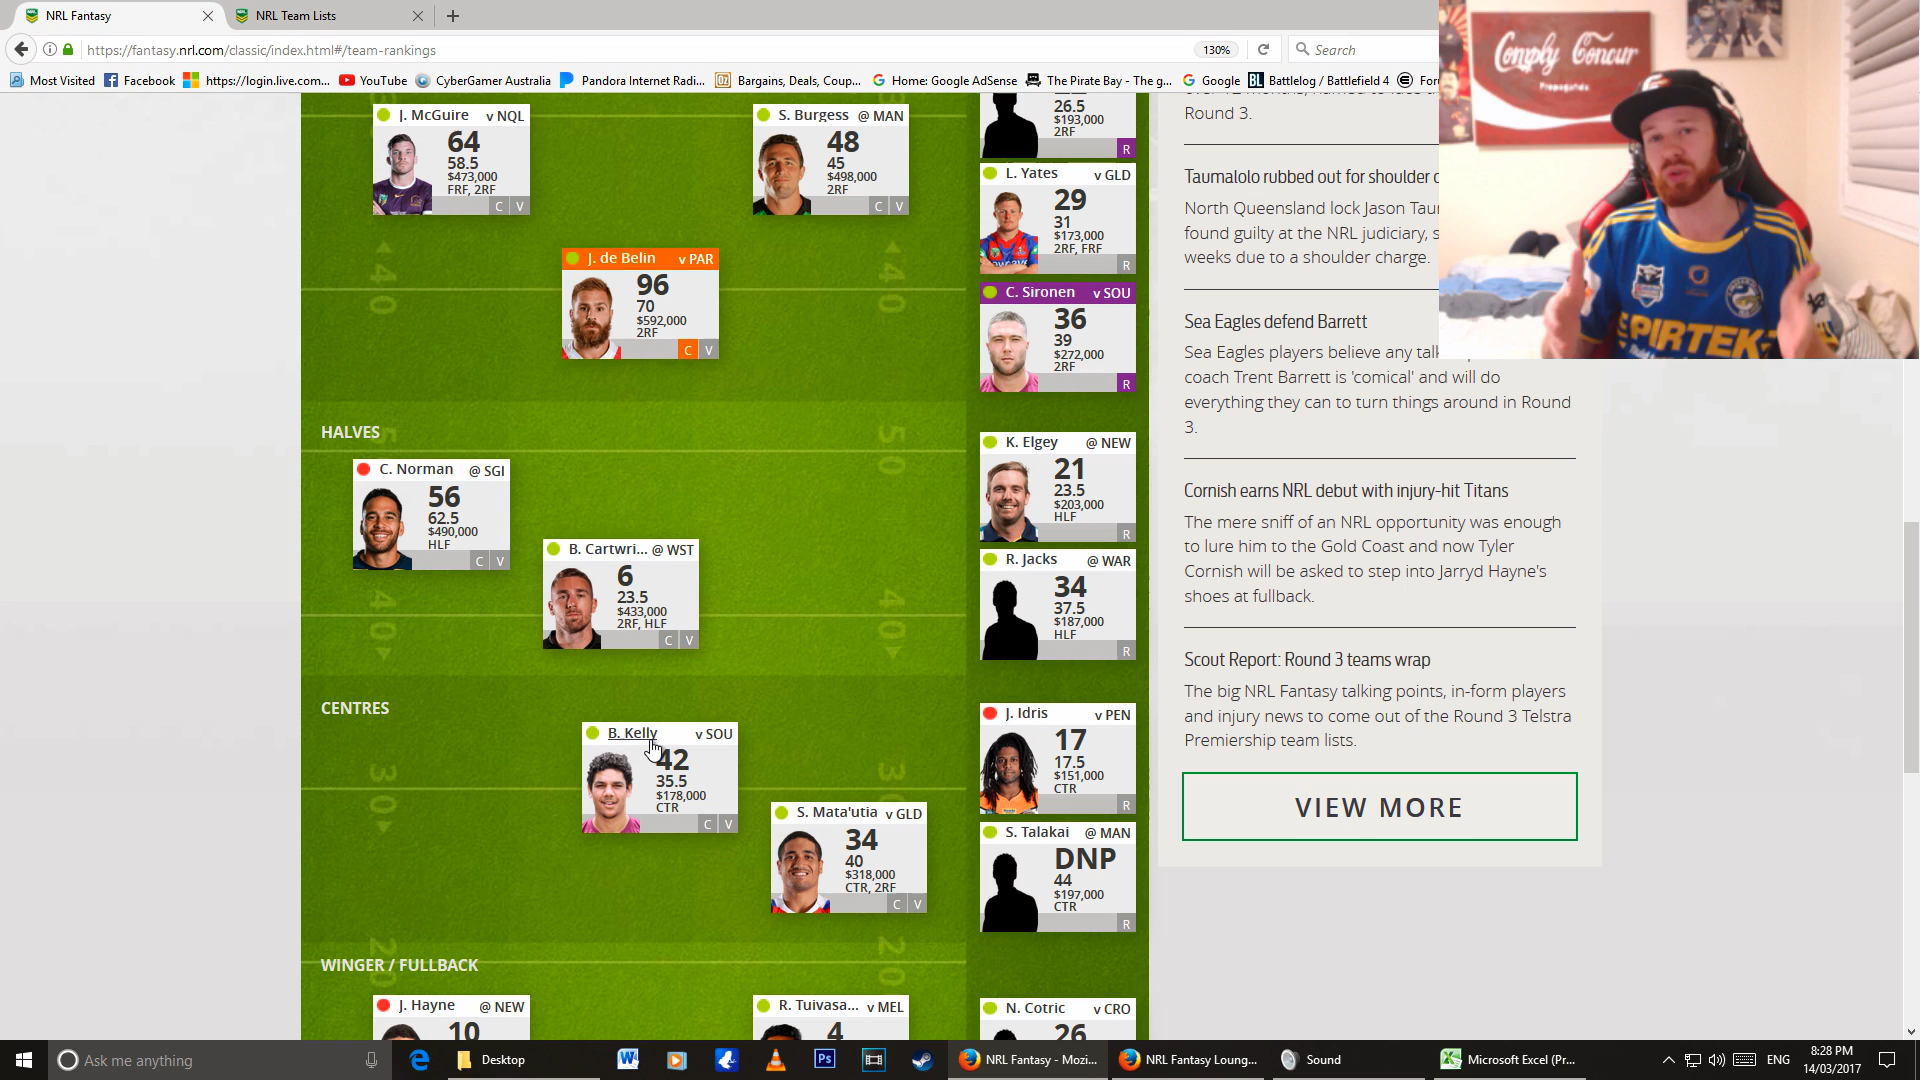 NRL Fantasy
NRL Team Lists
https://fantasy.nrl.com/classic/index.html#/team-rankings
130%
Search
Most Visited
Facebook
https://login.live.com...
YouTube
CyberGamer Australia
Pandora Internet Radi...
Bargains, Deals, Coup...
Home: Google AdSense
The Pirate Bay - The g...
Google
Battlelog / Battlefield 4
For
Comply Concur
Propaganda
PIRTEK
J. McGuire v NQL
64
58.5
$473,000
FRF, 2RF
C V
S. Burgess @ MAN
48
45
$498,000
2RF
C V
J. de Belin v PAR
96
70
$592,000
2RF
C V
26.5
$193,000
2RF
R
L. Yates v GLD
29
31
$173,000
2RF, FRF
R
C. Sironen v SOU
36
39
$272,000
2RF
R
HALVES
C. Norman @ SGI
56
62.5
$490,000
HLF
C V
B. Cartwri... @ WST
6
23.5
$433,000
2RF, HLF
C V
K. Elgey @ NEW
21
23.5
$203,000
HLF
R
R. Jacks @ WAR
34
37.5
$187,000
HLF
R
CENTRES
B. Kelly v SOU
42
35.5
$178,000
CTR
C V
S. Mata'utia v GLD
34
40
$318,000
CTR, 2RF
C V
J. Idris v PEN
17
17.5
$151,000
CTR
R
S. Talakai @ MAN
DNP
44
$197,000
CTR
R
WINGER / FULLBACK
J. Hayne @ NEW
10
R. Tuivasa... v MEL
4
N. Cotric v CRO
26
40
40
50
50
40
40
30
30
20
20
Round 3.
Taumalolo rubbed out for shoulder c
North Queensland lock Jason Tau
found guilty at the NRL judiciary, s
weeks due to a shoulder charge.
Sea Eagles defend Barrett
Sea Eagles players believe any talk
coach Trent Barrett is 'comical' and will do
everything they can to turn things around in Round
3.
Cornish earns NRL debut with injury-hit Titans
The mere sniff of an NRL opportunity was enough
to lure him to the Gold Coast and now Tyler
Cornish will be asked to step into Jarryd Hayne's
shoes at fullback.
Scout Report: Round 3 teams wrap
The big NRL Fantasy talking points, in-form players
and injury news to come out of the Round 3 Telstra
Premiership team lists.
VIEW MORE
Ask me anything
Desktop
NRL Fantasy - Mozi...
NRL Fantasy Loung...
Sound
Microsoft Excel (Pr...
ENG
8:28 PM
14/03/2017